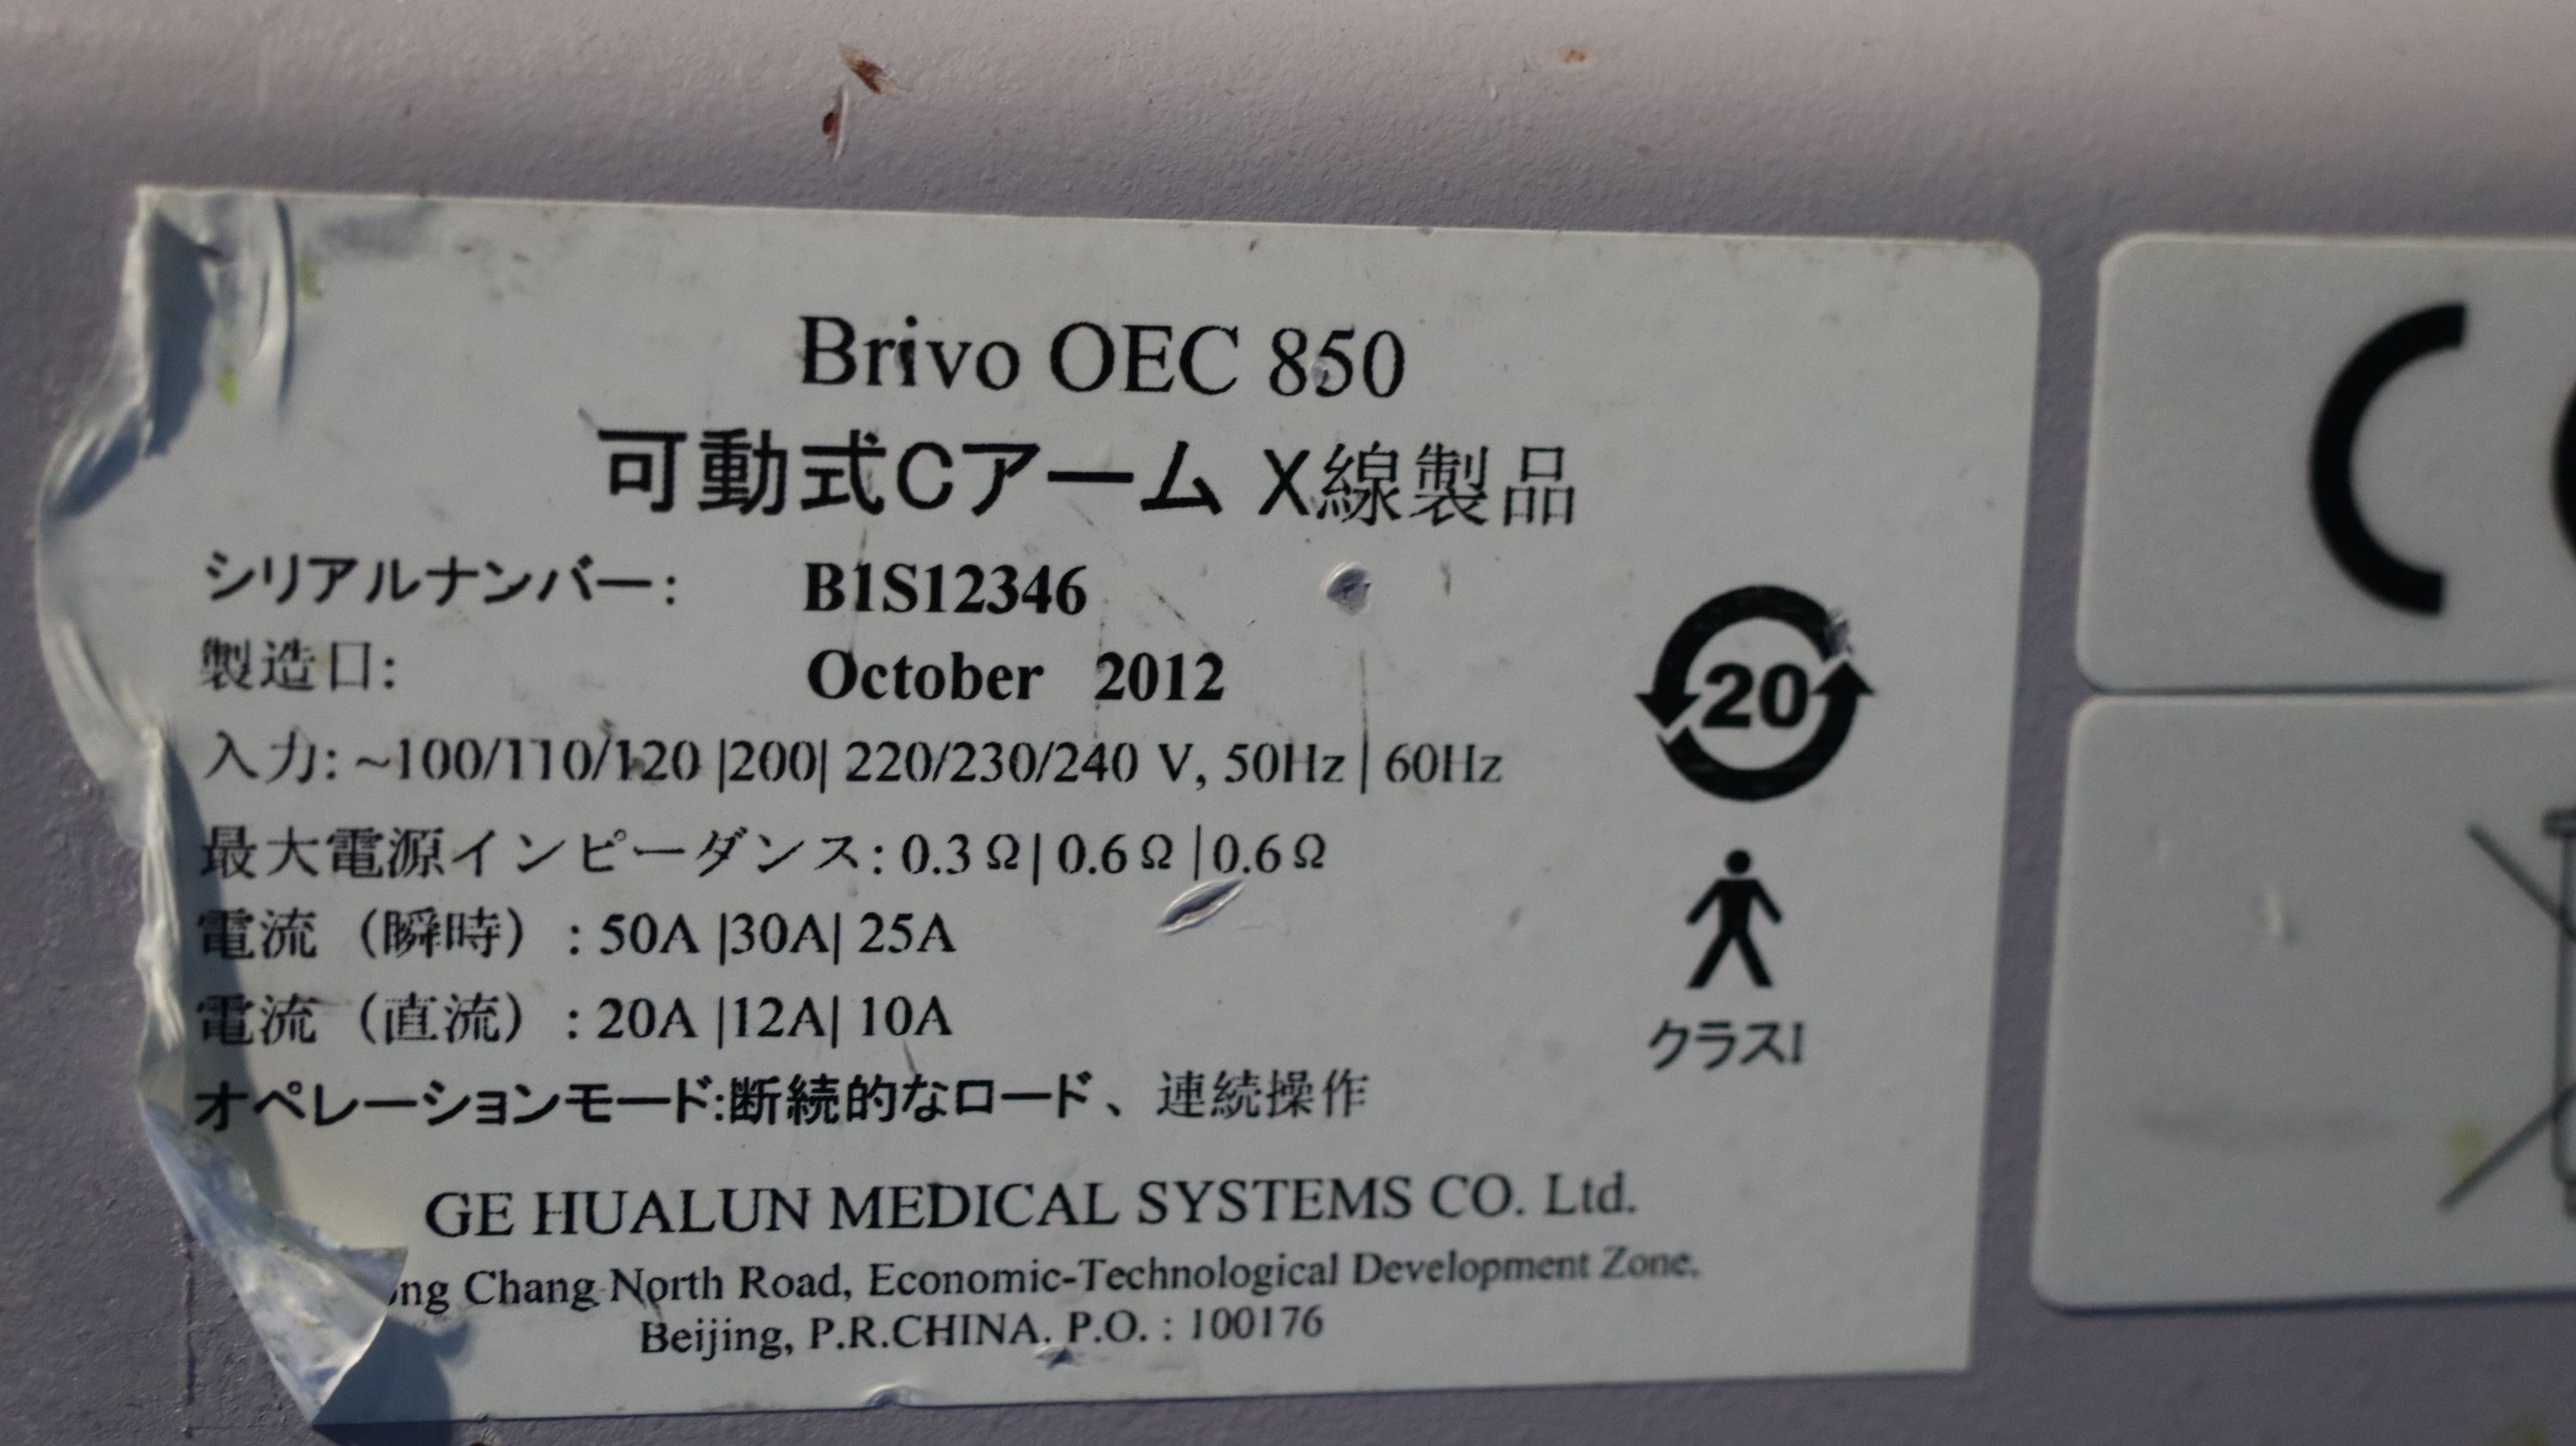 Brivo OEC 850
可動式Cアーム X線製品
シリアルナンバー: B1S12346
製造日: October 2012
入力: ~100/110/120 |200| 220/230/240 V, 50Hz | 60Hz
最大電源インピーダンス: 0.3 Ω | 0.6 Ω | 0.6 Ω
電流（瞬時）: 50A |30A| 25A
電流（直流）: 20A |12A| 10A
オペレーションモード:断続的なロード、連続操作
20
クラスI
GE HUALUN MEDICAL SYSTEMS CO. Ltd.
Chang North Road, Economic-Technological Development Zone.
Beijing, P.R.CHINA. P.O. : 100176